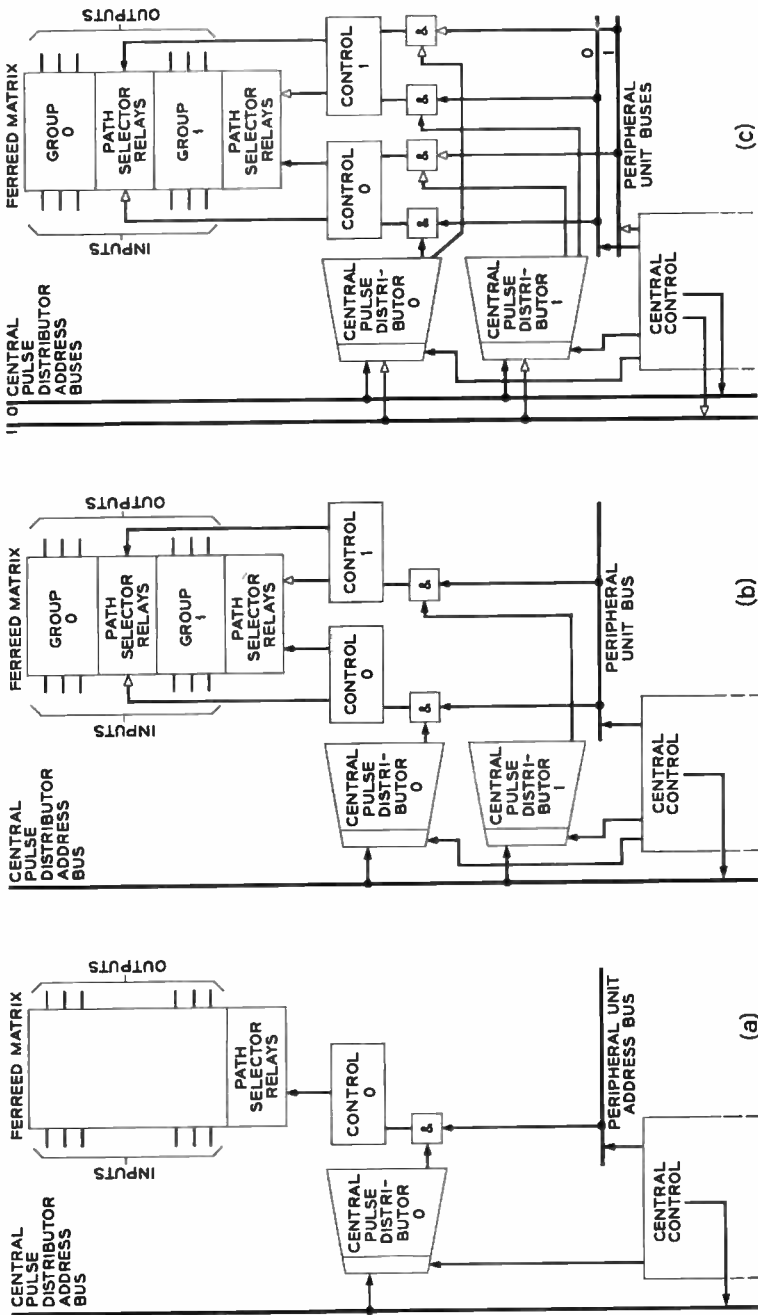 CENTRAL
PULSE
DISTRIBUTOR
ADDRESS
BUS
FERREED MATRIX
INPUTS
OUTPUTS
PATH
SELECTOR
RELAYS
CONTROL
0
&
CENTRAL
PULSE
DISTRI-
BUTOR
0
PERIPHERAL UNIT
ADDRESS BUS
CENTRAL
CONTROL
(a)
CENTRAL
PULSE
DISTRIBUTOR
ADDRESS
BUS
FERREED MATRIX
INPUTS
OUTPUTS
GROUP
0
PATH
SELECTOR
RELAYS
GROUP
1
PATH
SELECTOR
RELAYS
CONTROL
0
CONTROL
1
&
&
CENTRAL
PULSE
DISTRI-
BUTOR
0
CENTRAL
PULSE
DISTRI-
BUTOR
1
PERIPHERAL
UNIT BUS
CENTRAL
CONTROL
(b)
1 0 CENTRAL
PULSE
DISTRIBUTOR
ADDRESS
BUSES
FERREED MATRIX
INPUTS
OUTPUTS
GROUP
0
PATH
SELECTOR
RELAYS
GROUP
1
PATH
SELECTOR
RELAYS
CONTROL
0
CONTROL
1
&
&
&
&
CENTRAL
PULSE
DISTRI-
BUTOR
0
CENTRAL
PULSE
DISTRI-
BUTOR
1
0
1
PERIPHERAL
UNIT BUSES
CENTRAL
CONTROL
(c)